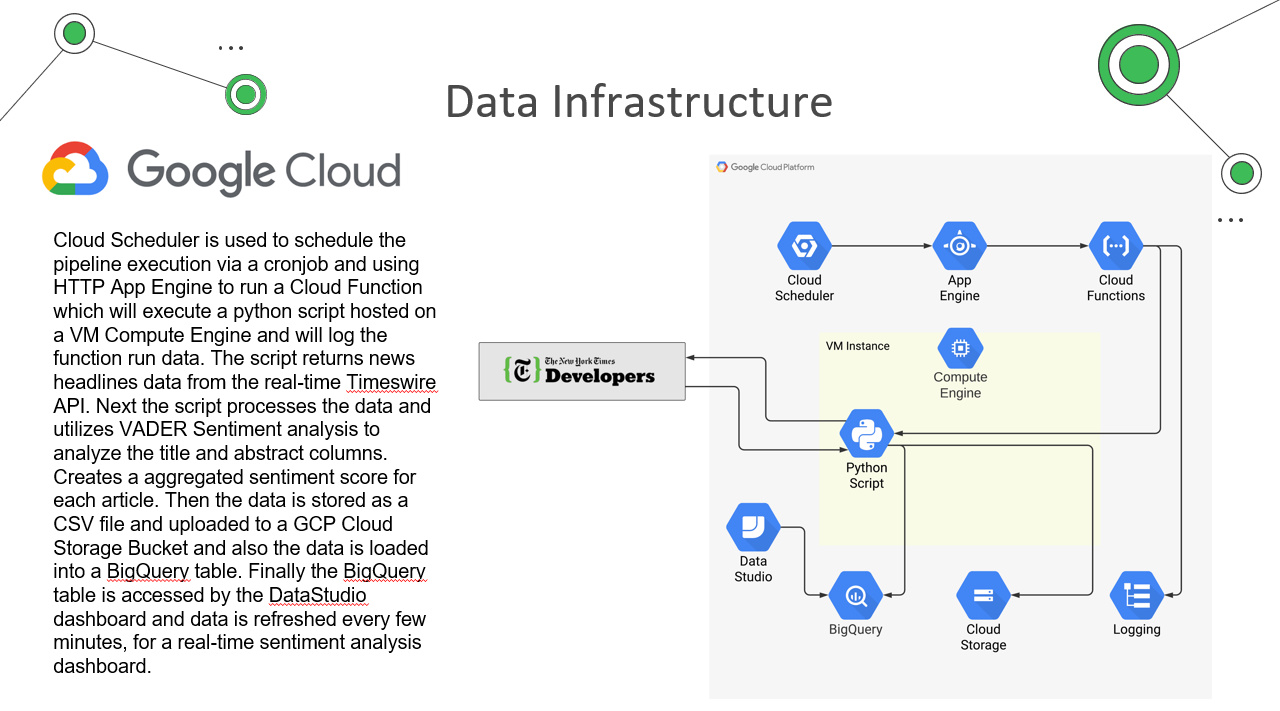 Data Infrastructure
Google Cloud
Cloud Scheduler is used to schedule the
pipeline execution via a cronjob and using
HTTP App Engine to run a Cloud Function
which will execute a python script hosted on
a VM Compute Engine and will log the
function run data. The script returns news
headlines data from the real-time Timeswire
API. Next the script processes the data and
utilizes VADER Sentiment analysis to
analyze the title and abstract columns.
Creates a aggregated sentiment score for
each article. Then the data is stored as a
CSV file and uploaded to a GCP Cloud
Storage Bucket and also the data is loaded
into a BigQuery table. Finally the BigQuery
table is accessed by the DataStudio
dashboard and data is refreshed every few
minutes, for a real-time sentiment analysis
dashboard.
{T} The New York Times
Developers
Google Cloud Platform
Cloud
Scheduler
App
Engine
Cloud
Functions
VM Instance
Compute
Engine
Python
Script
Data
Studio
BigQuery
Cloud
Storage
Logging